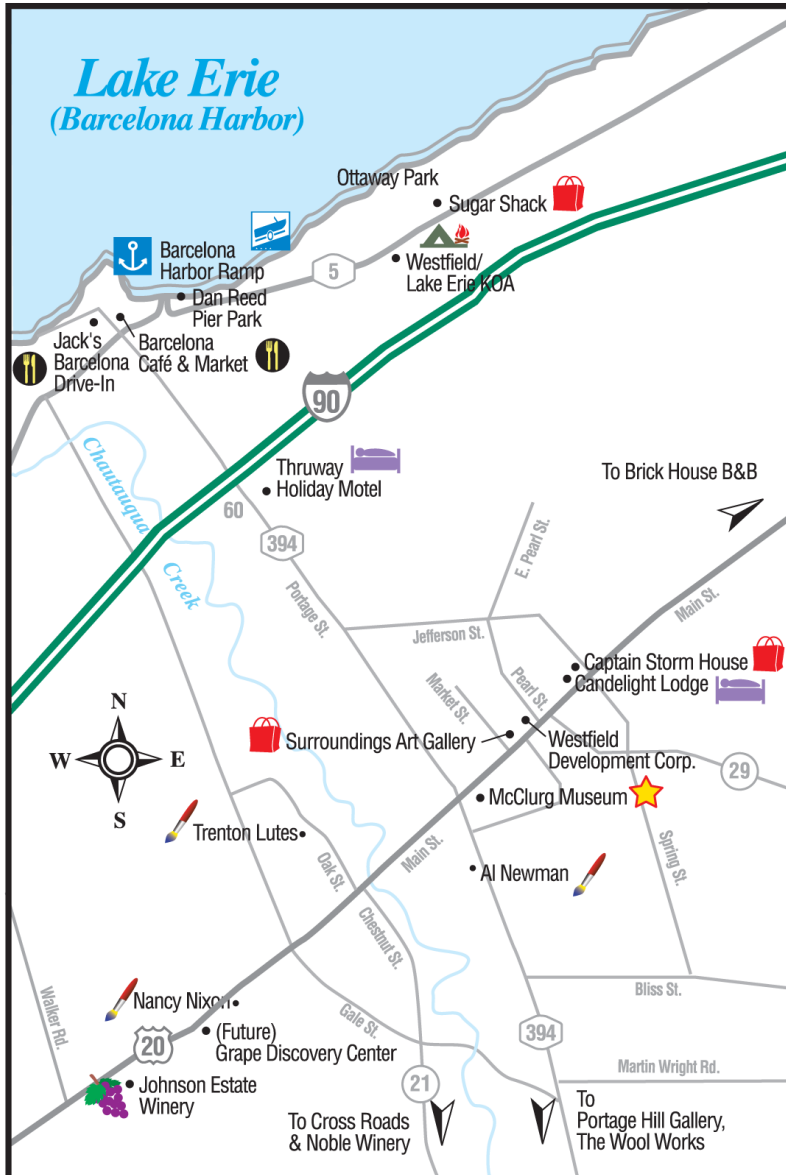 Lake Erie
(Barcelona Harbor)
Ottaway Park
Sugar Shack
Barcelona
Harbor Ramp
5
Westfield/
Lake Erie KOA
Dan Reed
Pier Park
Jack's
Barcelona
Drive-In
Barcelona
Café & Market
90
Chautauqua
Creek
Thruway
Holiday Motel
60
394
Portage St.
To Brick House B&B
E. Pearl St.
Main St.
Jefferson St.
Pearl St.
Market St.
Captain Storm House
Candelight Lodge
Surroundings Art Gallery
Westfield
Development Corp.
29
N
W
E
S
McClurg Museum
Trenton Lutes
Oak St.
Main St.
Spring St.
Al Newman
Chestnut St.
Walker Rd.
Nancy Nixon
Bliss St.
Gale St.
20
(Future)
Grape Discovery Center
394
Martin Wright Rd.
Johnson Estate
Winery
21
To Cross Roads
& Noble Winery
To
Portage Hill Gallery,
The Wool Works